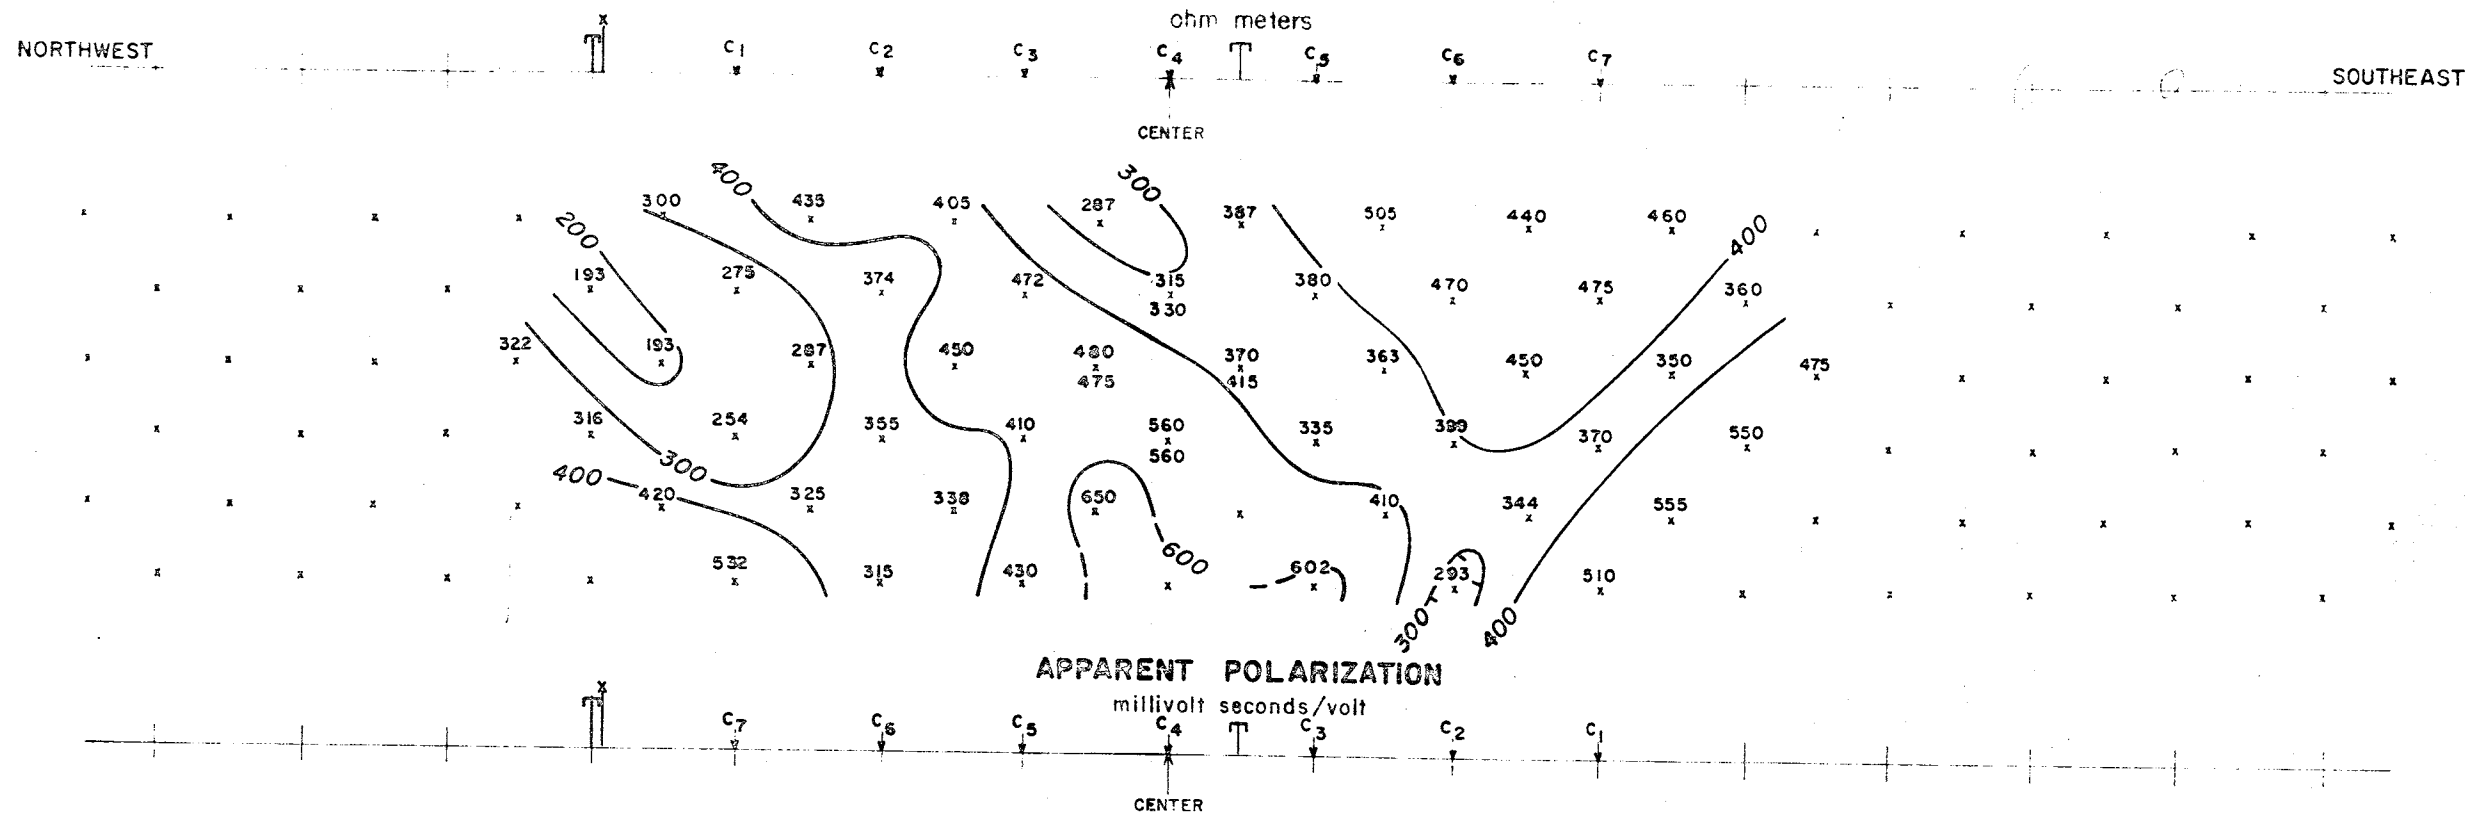 ohm meters
NORTHWEST C1 C2 C3 C4 C5 C6 C7 SOUTHEAST
CENTER
400 300
300 435 405 287 387 505 440 460
200 400
193 275 374 472 315 380 470 475 360
330
322 193 287 450 480 370 363 450 350 475
475 415
316 254 355 410 560 335 399 370 550
560
300
400 420 325 338 650 410 344 555
600
532 315 430 602 293 510
300 400
APPARENT POLARIZATION
millivolt seconds/volt
C7 C6 C5 C4 C3 C2 C1
CENTER